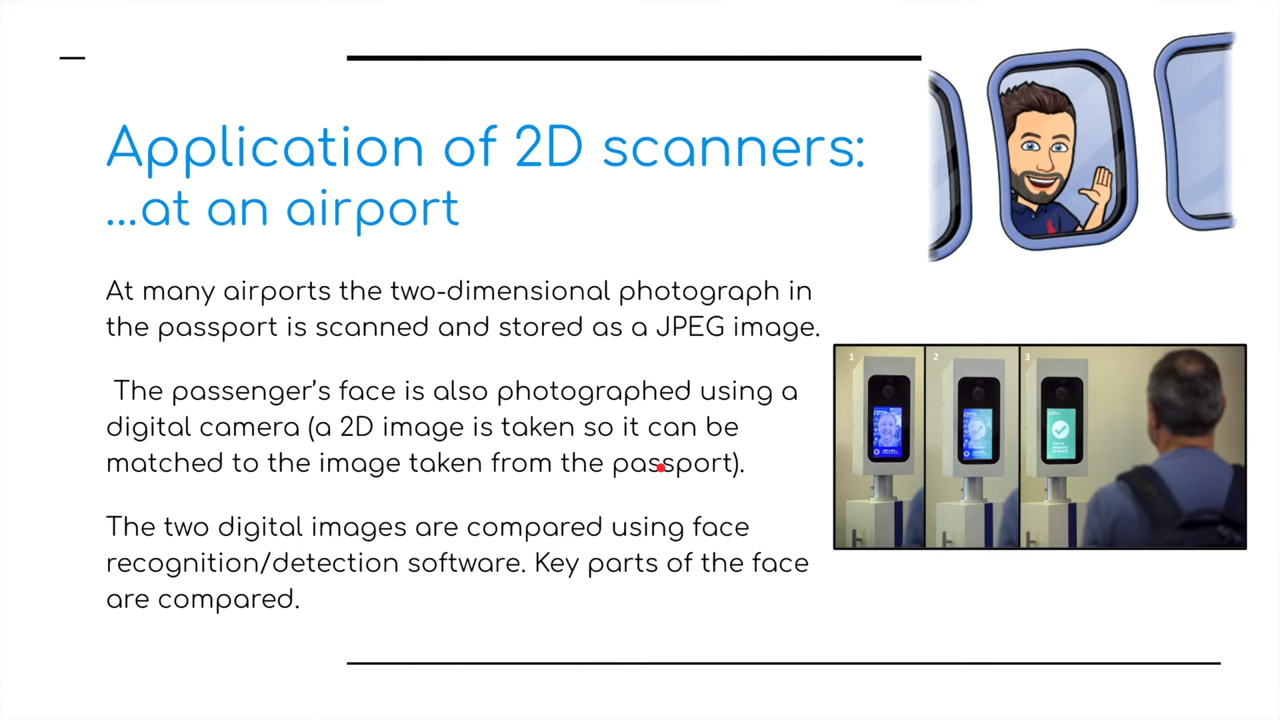 Application of 2D scanners:
...at an airport
At many airports the two-dimensional photograph in
the passport is scanned and stored as a JPEG image.
The passenger's face is also photographed using a
digital camera (a 2D image is taken so it can be
matched to the image taken from the passport).
The two digital images are compared using face
recognition/detection software. Key parts of the face
are compared.
1
2
3